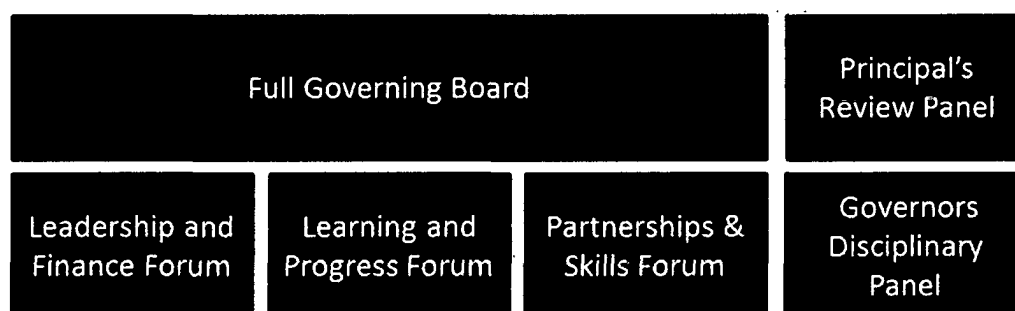 Full Governing Board
Principal's
Review Panel
Leadership and
Finance Forum
Learning and
Progress Forum
Partnerships &
Skills Forum
Governors
Disciplinary
Panel